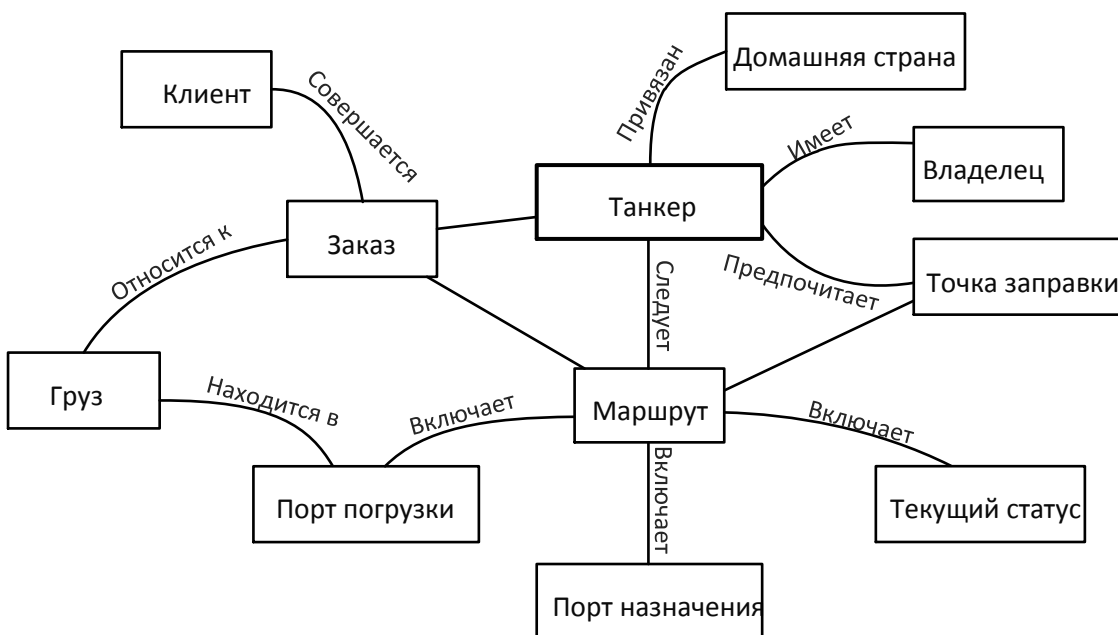 Домашняя страна
Привязан
Клиент
Совершается
Имеет
Владелец
Танкер
Заказ
Относится к
Предпочитает
Точка заправки
Следует
Груз
Находится в
Включает
Маршрут
Включает
Включает
Порт погрузки
Текущий статус
Порт назначения